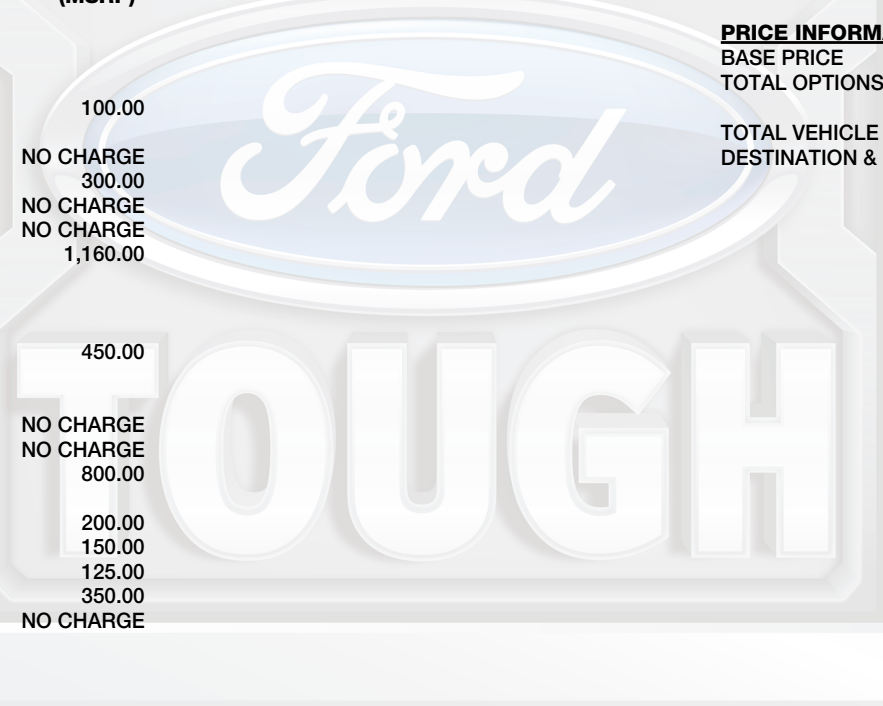 PRICE INFORM
BASE PRICE
TOTAL OPTIONS
TOTAL VEHICLE
DESTINATION &
100.00
NO CHARGE
300.00
NO CHARGE
NO CHARGE
1,160.00
450.00
NO CHARGE
NO CHARGE
800.00
200.00
150.00
125.00
350.00
NO CHARGE
Ford
TOUGH